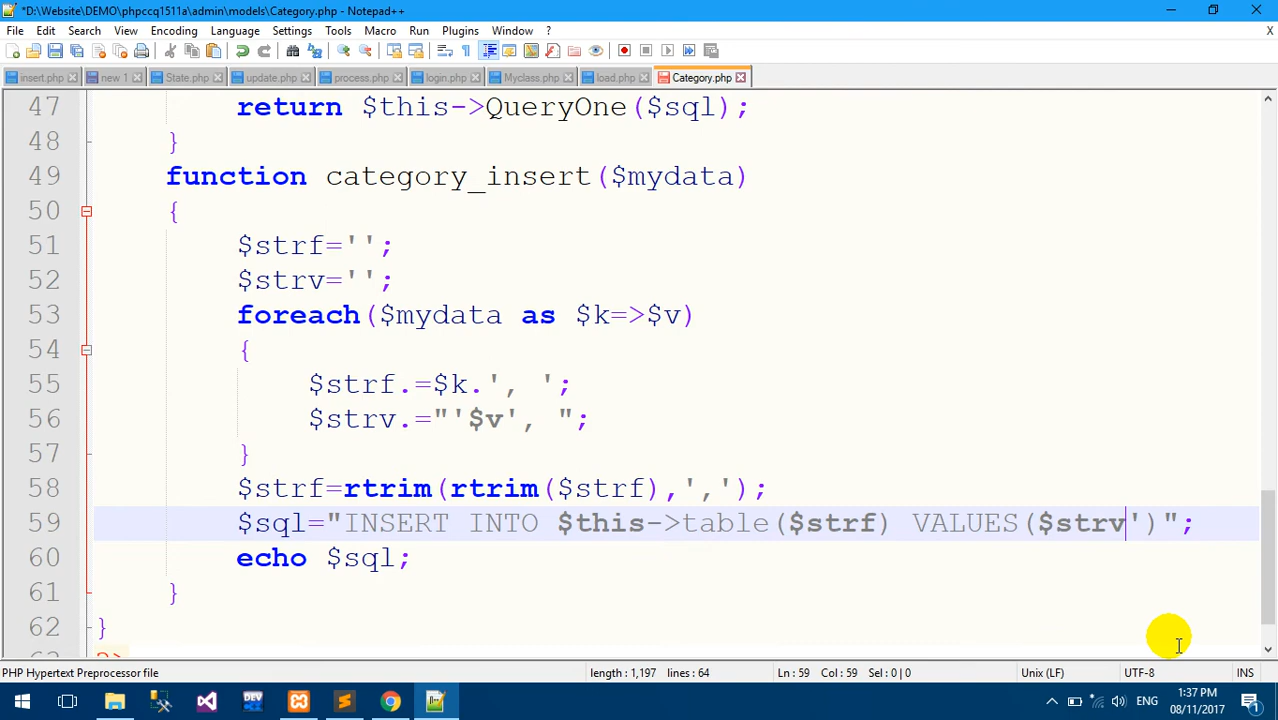 *D:\Website\DEMO\phpccq1511a\admin\models\Category.php - Notepad++
File Edit Search View Encoding Language Settings Tools Macro Run Plugins Window ? X
insert.php new 1 State.php update.php process.php login.php Myclass.php load.php Category.php
47 return $this->QueryOne($sql);
48 }
49 function category_insert($mydata)
50 {
51 $strf='';
52 $strv='';
53 foreach($mydata as $k=>$v)
54 {
55 $strf.=$k.', ';
56 $strv.="'$v', ";
57 }
58 $strf=rtrim(rtrim($strf),',');
59 $sql="INSERT INTO $this->table($strf) VALUES($strv')";
60 echo $sql;
61 }
62 }
PHP Hypertext Preprocessor file length : 1,197 lines : 64 Ln : 59 Col : 59 Sel : 0 | 0 Unix (LF) UTF-8 INS
ENG 1:37 PM
08/11/2017